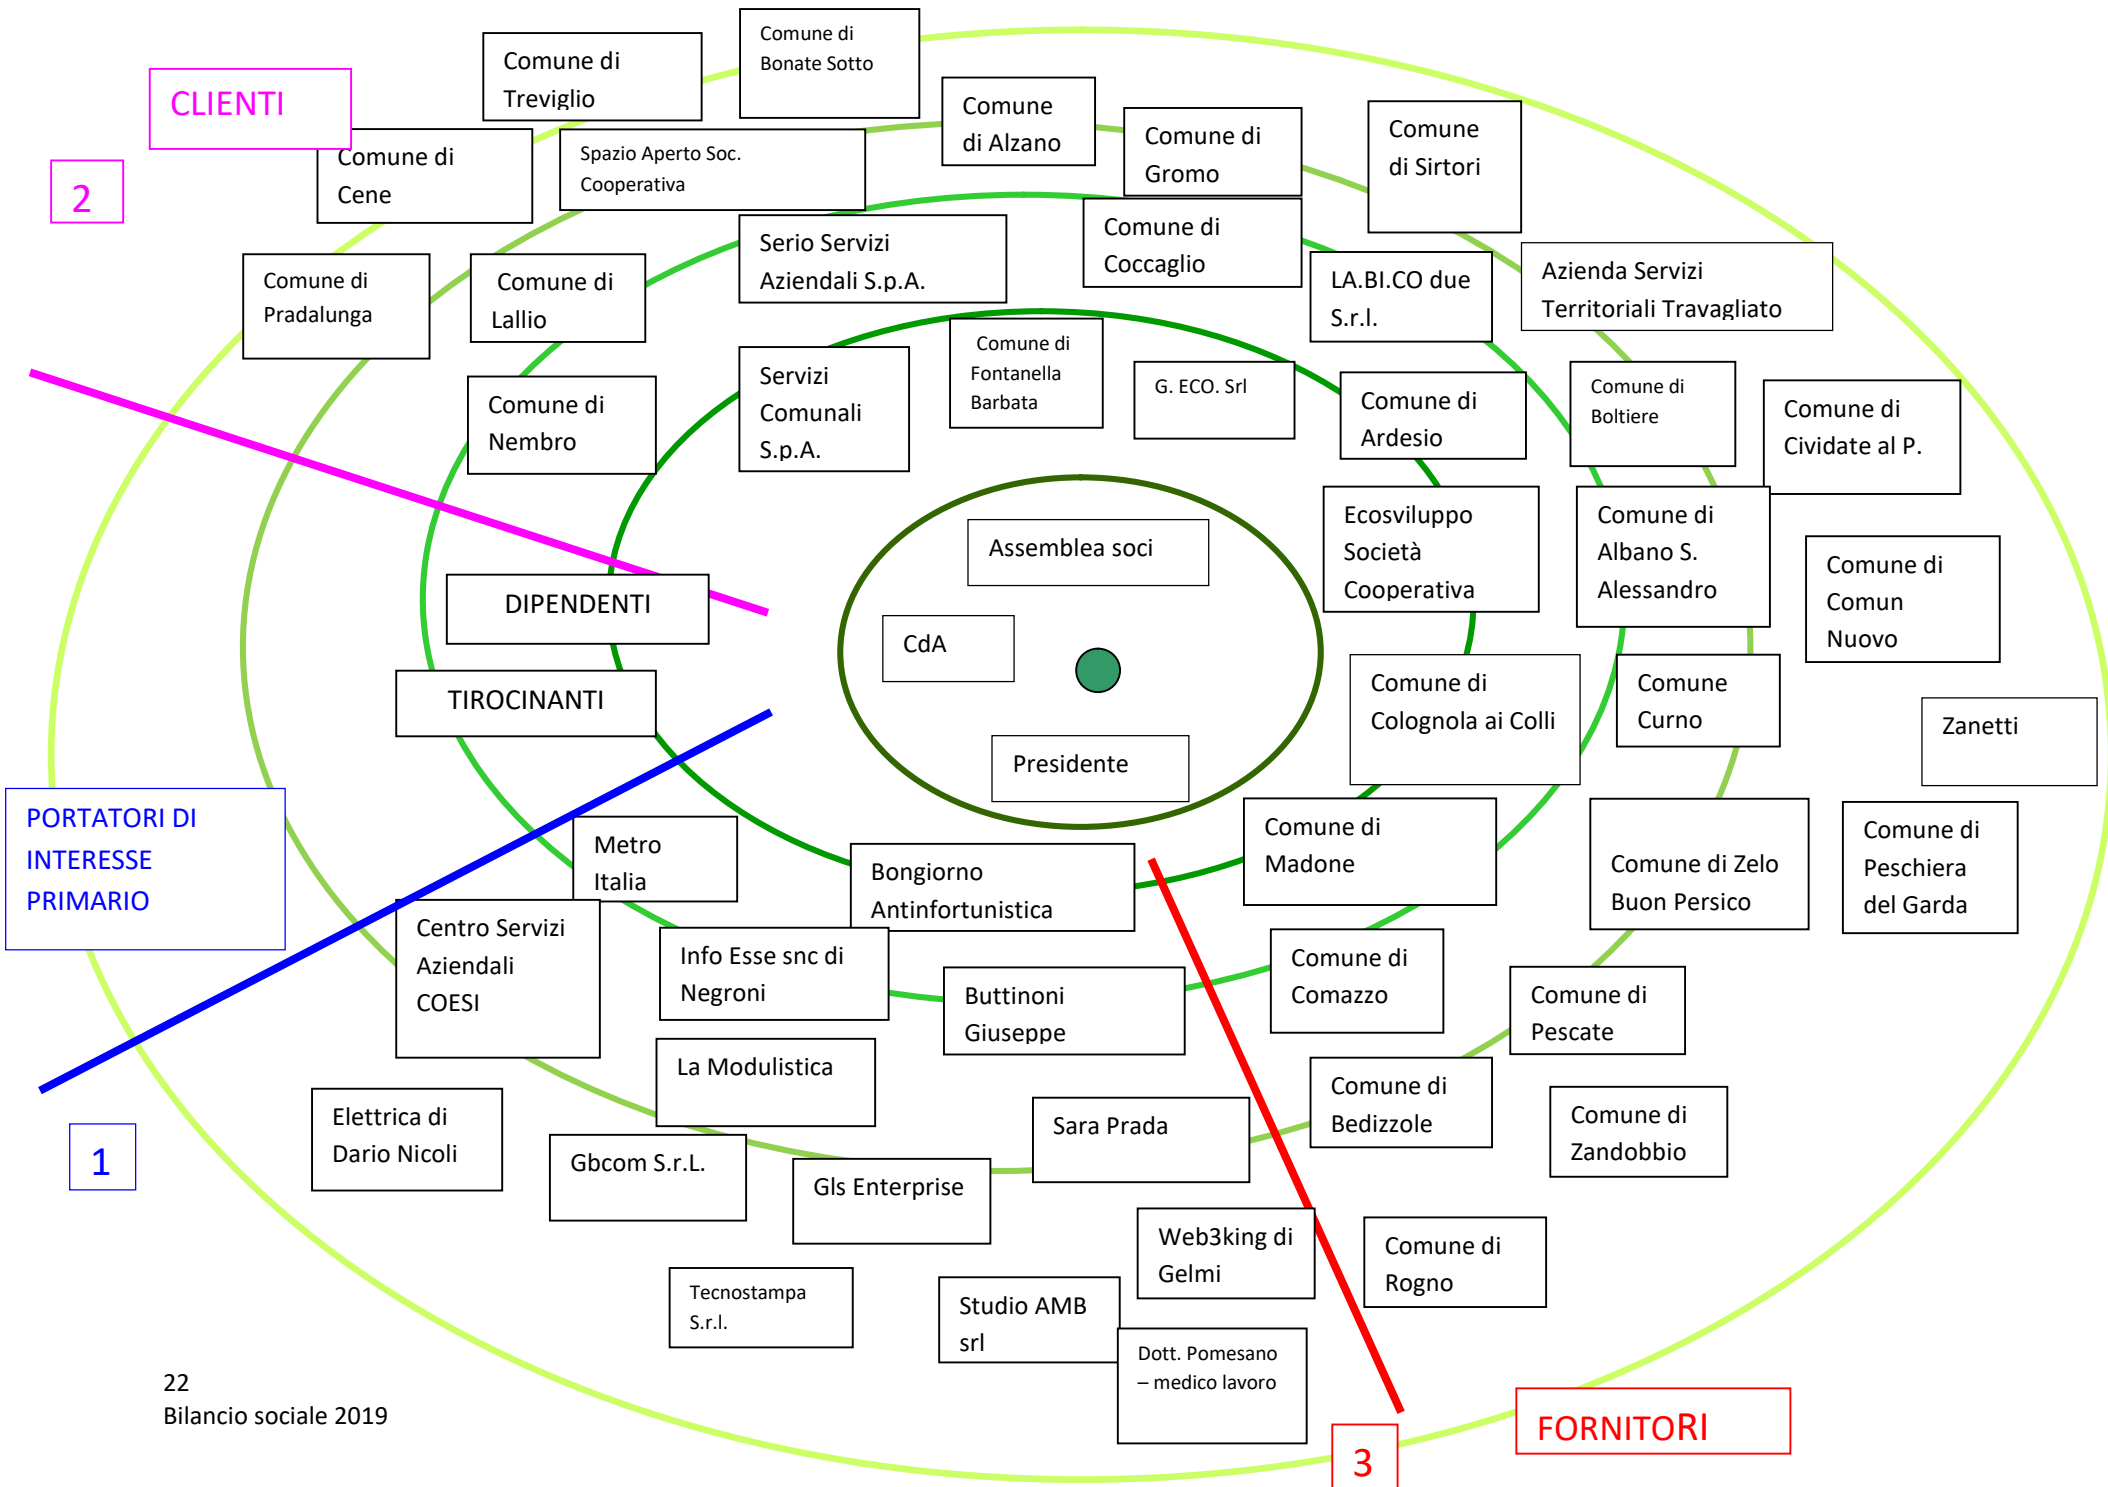 CLIENTI
2
Comune di
Treviglio
Comune di
Bonate Sotto
Comune di
Cene
Spazio Aperto Soc.
Cooperativa
Comune
di Alzano
Comune di
Gromo
Comune
di Sirtori
Comune di
Pradalunga
Comune di
Lallio
Serio Servizi
Aziendali S.p.A.
Comune di
Coccaglio
LA.BI.CO due
S.r.l.
Azienda Servizi
Territoriali Travagliato
Comune di
Nembro
Servizi
Comunali
S.p.A.
Comune di
Fontanella
Barbata
G. ECO. Srl
Comune di
Ardesio
Comune di
Boltiere
Comune di
Cividate al P.
Assemblea soci
Ecosviluppo
Società
Cooperativa
Comune di
Albano S.
Alessandro
Comune di
Comun
Nuovo
DIPENDENTI
CdA
TIROCINANTI
Comune di
Colognola ai Colli
Comune
Curno
Zanetti
Presidente
PORTATORI DI
INTERESSE
PRIMARIO
Metro
Italia
Bongiorno
Antinfortunistica
Comune di
Madone
Comune di Zelo
Buon Persico
Comune di
Peschiera
del Garda
Centro Servizi
Aziendali
COESI
Info Esse snc di
Negroni
Buttinoni
Giuseppe
Comune di
Comazzo
Comune di
Pescate
La Modulistica
Elettrica di
Dario Nicoli
1
Gbcom S.r.L.
Gls Enterprise
Sara Prada
Comune di
Bedizzole
Comune di
Zandobbio
Web3king di
Gelmi
Comune di
Rogno
Tecnostampa
S.r.l.
Studio AMB
srl
Dott. Pomesano
– medico lavoro
22
Bilancio sociale 2019
3
FORNITORI